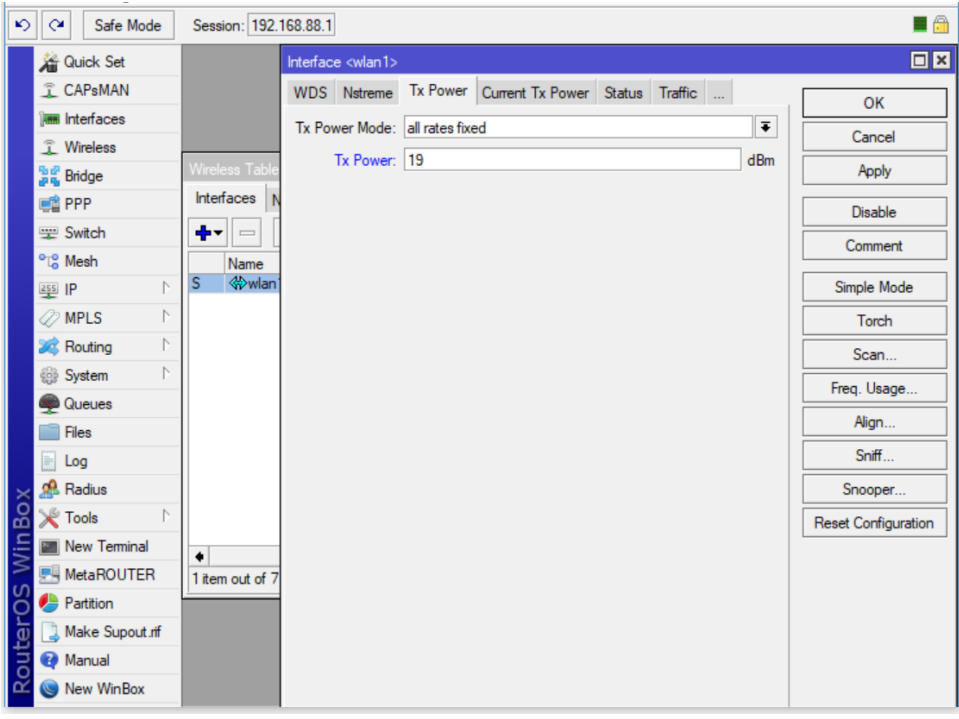 Safe Mode Session: 192.168.88.1
Quick Set
CAPsMAN
Interfaces
Wireless
Bridge
PPP
Switch
Mesh
IP
MPLS
Routing
System
Queues
Files
Log
Radius
Tools
New Terminal
MetaROUTER
Partition
Make Supout.rif
Manual
New WinBox
RouterOS WinBox
Wireless Table
Interfaces N
Name
S wlan1
1 item out of 7
Interface <wlan1>
WDS Nstreme Tx Power Current Tx Power Status Traffic ...
Tx Power Mode: all rates fixed
Tx Power: 19 dBm
OK
Cancel
Apply
Disable
Comment
Simple Mode
Torch
Scan...
Freq. Usage...
Align...
Sniff...
Snooper...
Reset Configuration